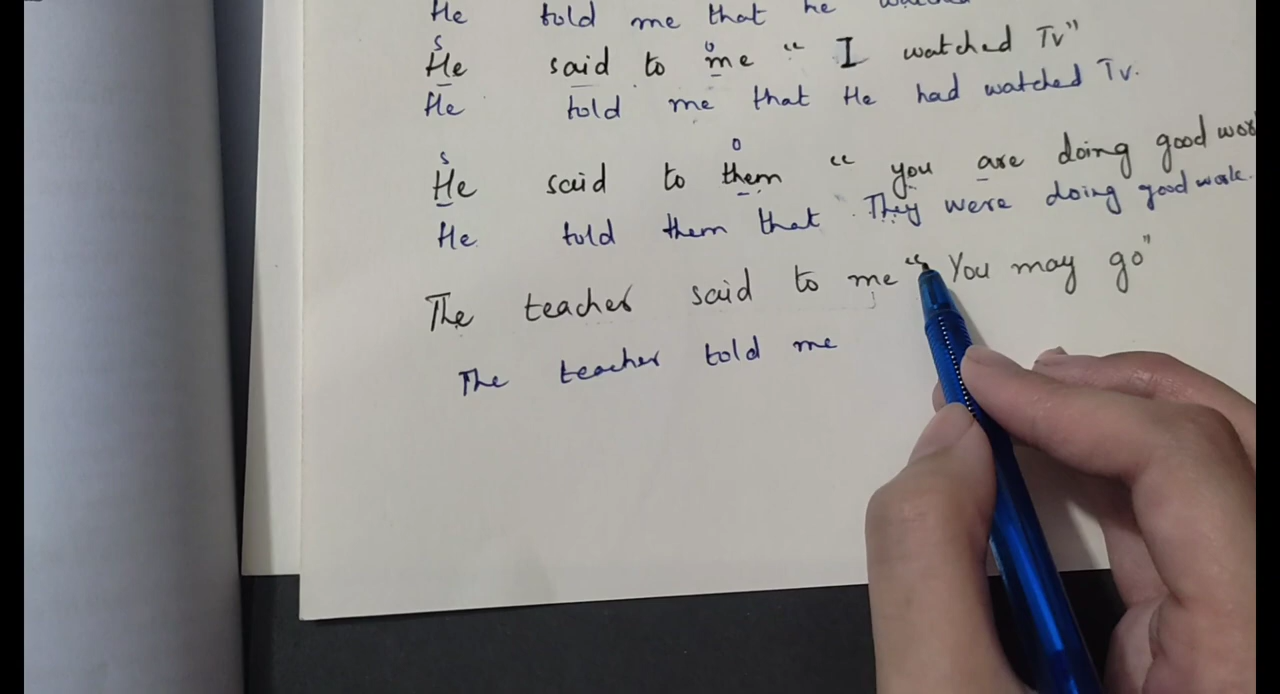 He told me that he watched
S O
He said to me “ I watched Tv”
He told me that He had watched Tv.
S O
He said to them “ you are doing good wor
He told them that They were doing good work.
The teacher said to me “ You may go”
The teacher told me